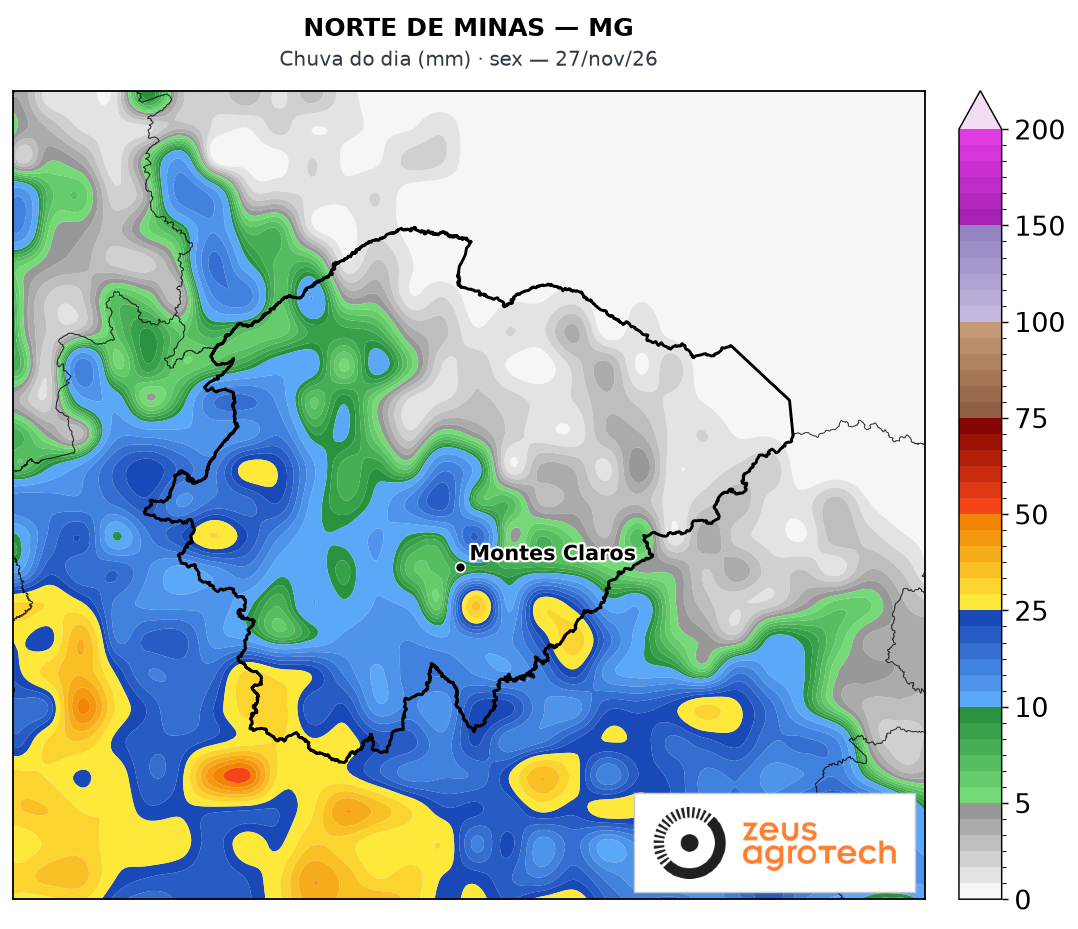 NORTE DE MINAS — MG
Chuva do dia (mm) · sex — 27/nov/26
200
150
100
75
50
25
10
5
0
Montes Claros
zeus
agrotech